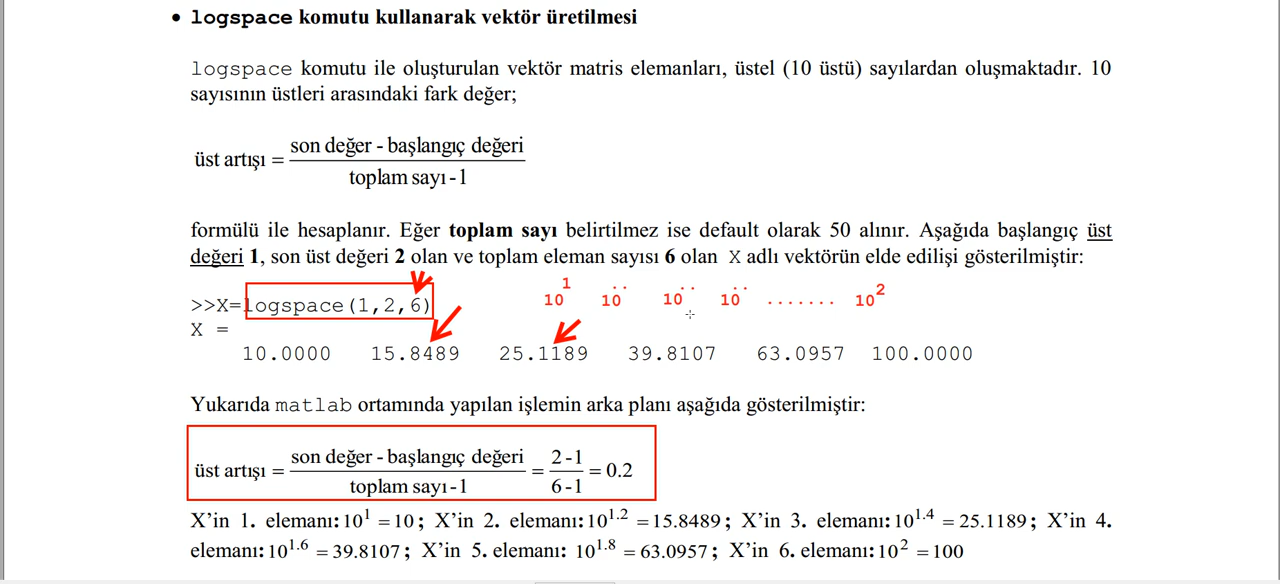 • logspace komutu kullanarak vektör üretilmesi
logspace komutu ile oluşturulan vektör matris elemanları, üstel (10 üstü) sayılardan oluşmaktadır. 10
sayısının üstleri arasındaki fark değer;
üst artışı = (son değer - başlangıç değeri) / (toplam sayı - 1)
formülü ile hesaplanır. Eğer toplam sayı belirtilmez ise default olarak 50 alınır. Aşağıda başlangıç üst
değeri 1, son üst değeri 2 olan ve toplam eleman sayısı 6 olan X adlı vektörün elde edilişi gösterilmiştir:
>>X=logspace(1,2,6) 10^1 10^.. 10^.. 10^.. ....... 10^2
X =
10.0000 15.8489 25.1189 39.8107 63.0957 100.0000
Yukarıda matlab ortamında yapılan işlemin arka planı aşağıda gösterilmiştir:
üst artışı = (son değer - başlangıç değeri) / (toplam sayı - 1) = (2 - 1) / (6 - 1) = 0.2
X’in 1. elemanı: 10^1 = 10; X’in 2. elemanı: 10^1.2 = 15.8489; X’in 3. elemanı: 10^1.4 = 25.1189; X’in 4.
elemanı: 10^1.6 = 39.8107; X’in 5. elemanı: 10^1.8 = 63.0957; X’in 6. elemanı: 10^2 = 100